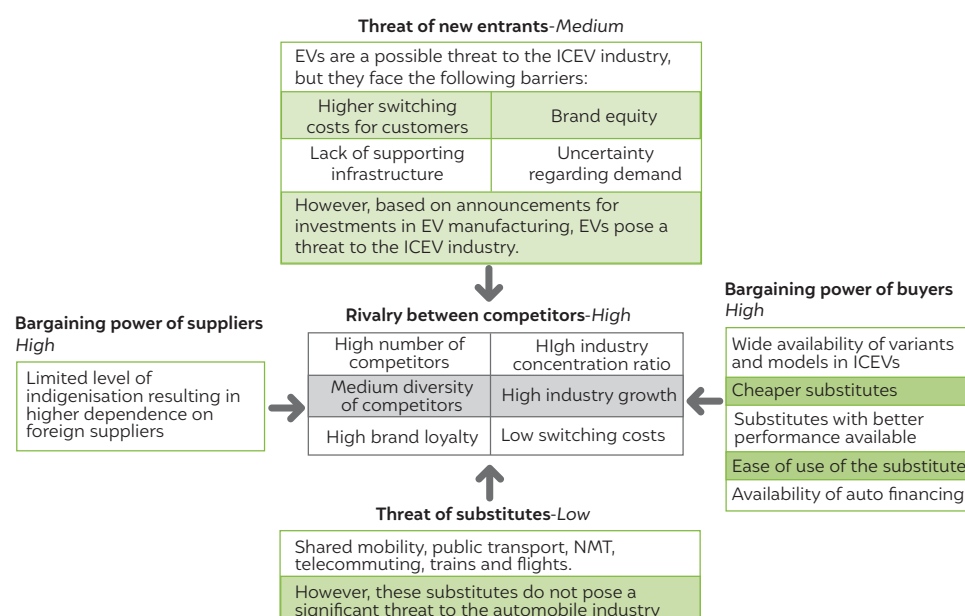 Threat of new entrants-Medium
EVs are a possible threat to the ICEV industry,
but they face the following barriers:
Higher switching
costs for customers
Brand equity
Lack of supporting
infrastructure
Uncertainty
regarding demand
However, based on announcements for
investments in EV manufacturing, EVs pose a
threat to the ICEV industry.
Bargaining power of suppliers
High
Limited level of
indigenisation resulting in
higher dependence on
foreign suppliers
Rivalry between competitors-High
High number of
competitors
HIgh industry
concentration ratio
Medium diversity
of competitors
High industry growth
High brand loyalty
Low switching costs
Bargaining power of buyers
High
Wide availability of variants
and models in ICEVs
Cheaper substitutes
Substitutes with better
performance available
Ease of use of the substitute
Availability of auto financing
Threat of substitutes-Low
Shared mobility, public transport, NMT,
telecommuting, trains and flights.
However, these substitutes do not pose a
significant threat to the automobile industry